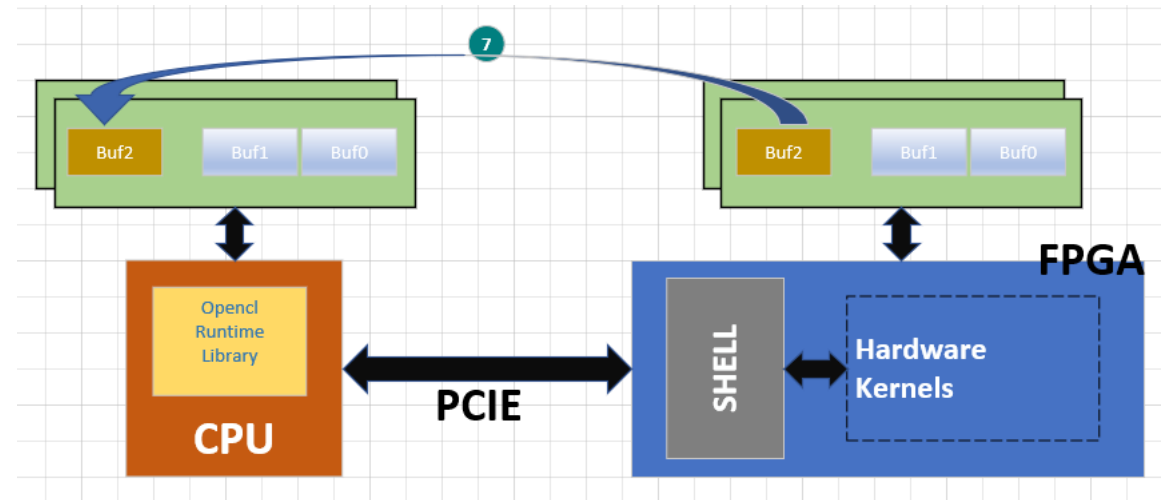 7
Buf2
Buf1
Buf0
Buf2
Buf1
Buf0
FPGA
Opencl
Runtime
Library
CPU
PCIE
SHELL
Hardware
Kernels